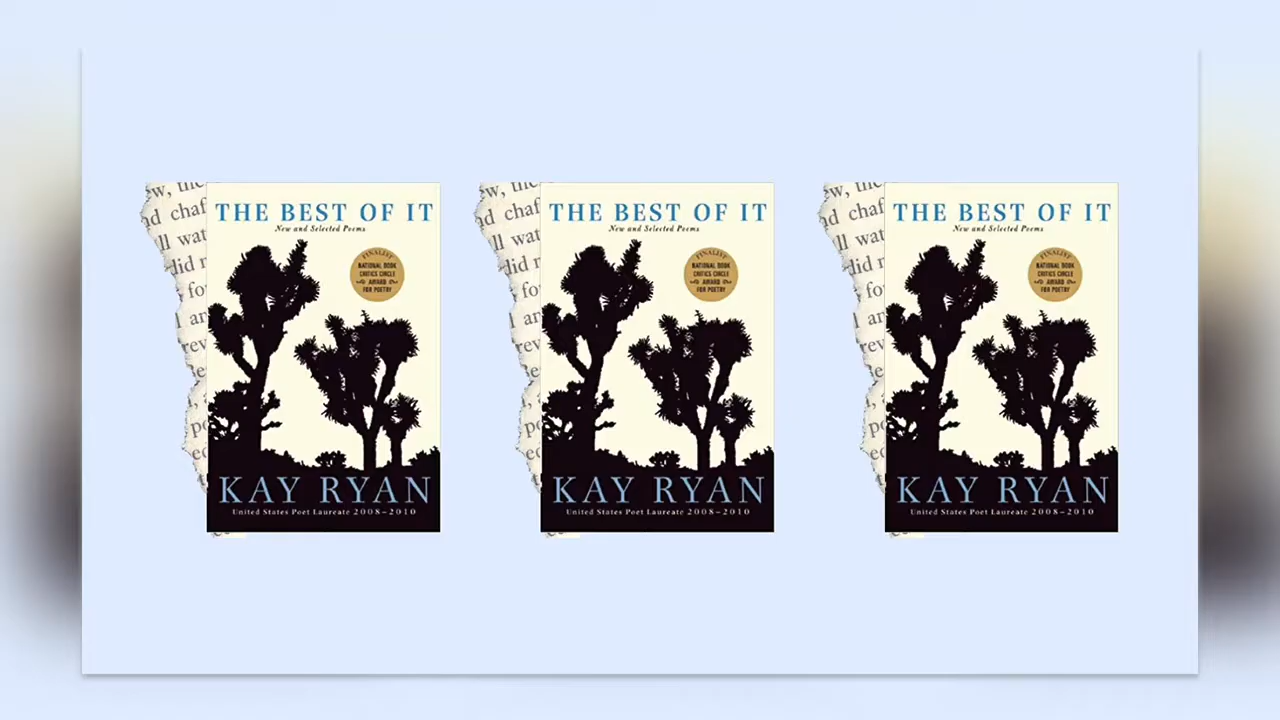 THE BEST OF IT
New and Selected Poems
FINALIST
NATIONAL BOOK
CRITICS CIRCLE
AWARD
FOR POETRY
KAY RYAN
United States Poet Laureate 2008–2010
THE BEST OF IT
New and Selected Poems
FINALIST
NATIONAL BOOK
CRITICS CIRCLE
AWARD
FOR POETRY
KAY RYAN
United States Poet Laureate 2008–2010
THE BEST OF IT
New and Selected Poems
FINALIST
NATIONAL BOOK
CRITICS CIRCLE
AWARD
FOR POETRY
KAY RYAN
United States Poet Laureate 2008–2010